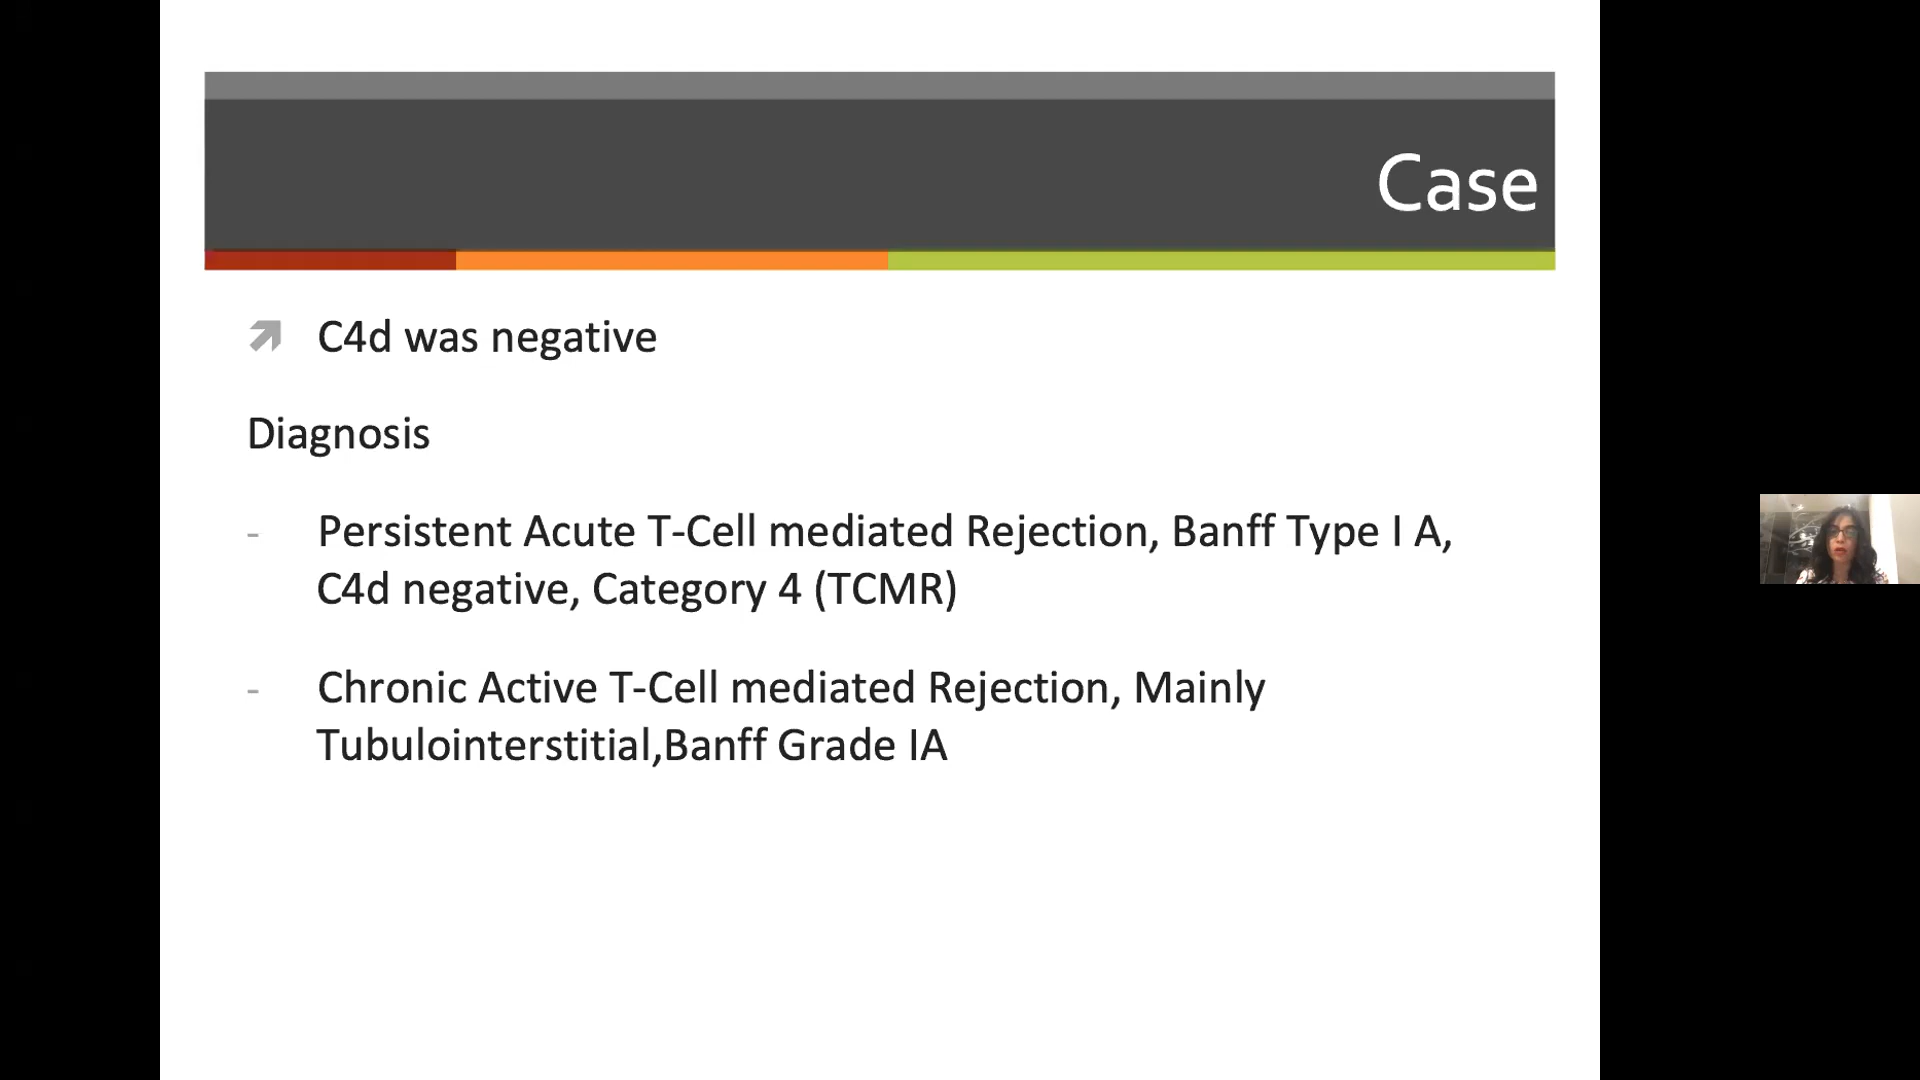 Case
C4d was negative
Diagnosis
- Persistent Acute T-Cell mediated Rejection, Banff Type I A,
C4d negative, Category 4 (TCMR)
- Chronic Active T-Cell mediated Rejection, Mainly
Tubulointerstitial,Banff Grade IA